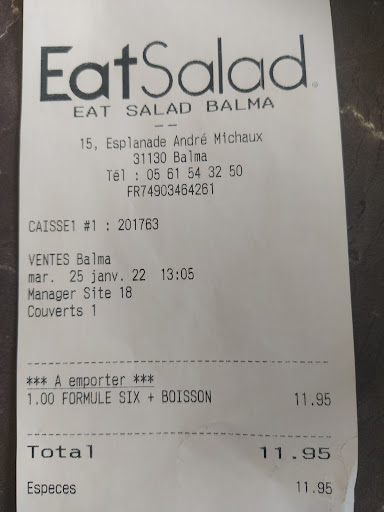 EatSalad®
EAT SALAD BALMA
--
15, Esplanade André Michaux
31130 Balma
Tél : 05 61 54 32 50
FR74903464261
CAISSE1 #1 : 201763
VENTES Balma
mar. 25 janv. 22 13:05
Manager Site 18
Couverts 1
*** A emporter ***
1.00 FORMULE SIX + BOISSON 11.95
Total 11.95
Especes 11.95